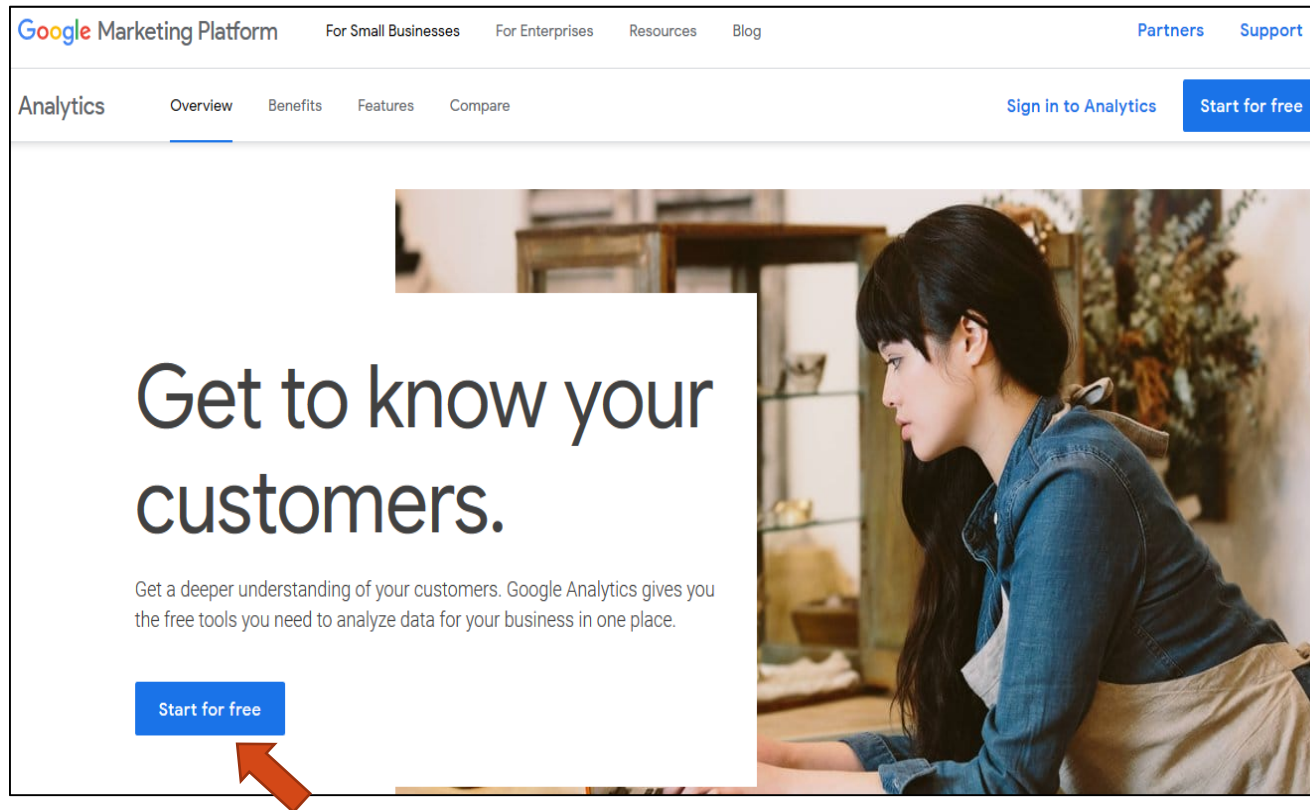 Google Marketing Platform For Small Businesses For Enterprises Resources Blog Partners Support
Analytics Overview Benefits Features Compare Sign in to Analytics Start for free
Get to know your
customers.
Get a deeper understanding of your customers. Google Analytics gives you
the free tools you need to analyze data for your business in one place.
Start for free